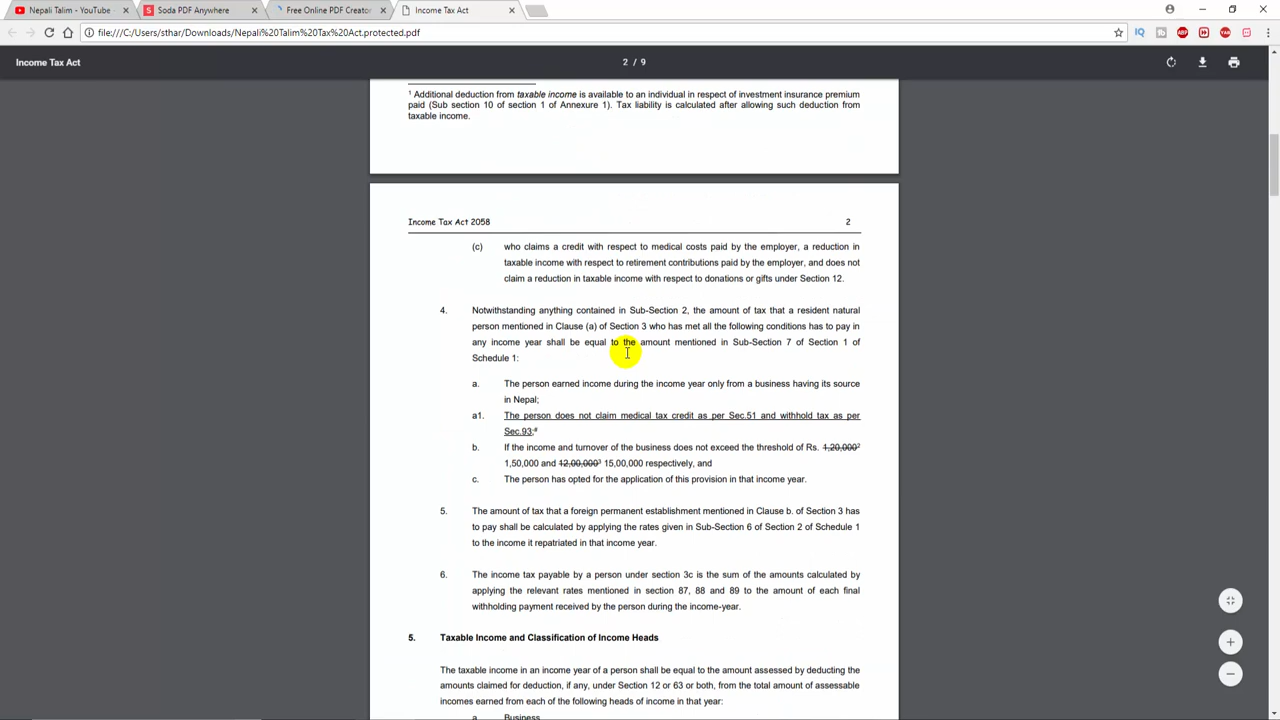 Nepali Talim - YouTube
Soda PDF Anywhere
Free Online PDF Creator
Income Tax Act
file:///C:/Users/sthar/Downloads/Nepali%20Talim%20Tax%20Act.protected.pdf
Income Tax Act
2 / 9
1 Additional deduction from taxable income is available to an individual in respect of investment insurance premium
paid (Sub section 10 of section 1 of Annexure 1). Tax liability is calculated after allowing such deduction from
taxable income.
Income Tax Act 2058 2
(c) who claims a credit with respect to medical costs paid by the employer, a reduction in
taxable income with respect to retirement contributions paid by the employer, and does not
claim a reduction in taxable income with respect to donations or gifts under Section 12.
4. Notwithstanding anything contained in Sub-Section 2, the amount of tax that a resident natural
person mentioned in Clause (a) of Section 3 who has met all the following conditions has to pay in
any income year shall be equal to the amount mentioned in Sub-Section 7 of Section 1 of
Schedule 1:
a. The person earned income during the income year only from a business having its source
in Nepal;
a1. The person does not claim medical tax credit as per Sec.51 and withhold tax as per
Sec.93;#
b. If the income and turnover of the business does not exceed the threshold of Rs. 1,20,000²
1,50,000 and 12,00,000³ 15,00,000 respectively, and
c. The person has opted for the application of this provision in that income year.
5. The amount of tax that a foreign permanent establishment mentioned in Clause b. of Section 3 has
to pay shall be calculated by applying the rates given in Sub-Section 6 of Section 2 of Schedule 1
to the income it repatriated in that income year.
6. The income tax payable by a person under section 3c is the sum of the amounts calculated by
applying the relevant rates mentioned in section 87, 88 and 89 to the amount of each final
withholding payment received by the person during the income-year.
5. Taxable Income and Classification of Income Heads
The taxable income in an income year of a person shall be equal to the amount assessed by deducting the
amounts claimed for deduction, if any, under Section 12 or 63 or both, from the total amount of assessable
incomes earned from each of the following heads of income in that year:
a. Business